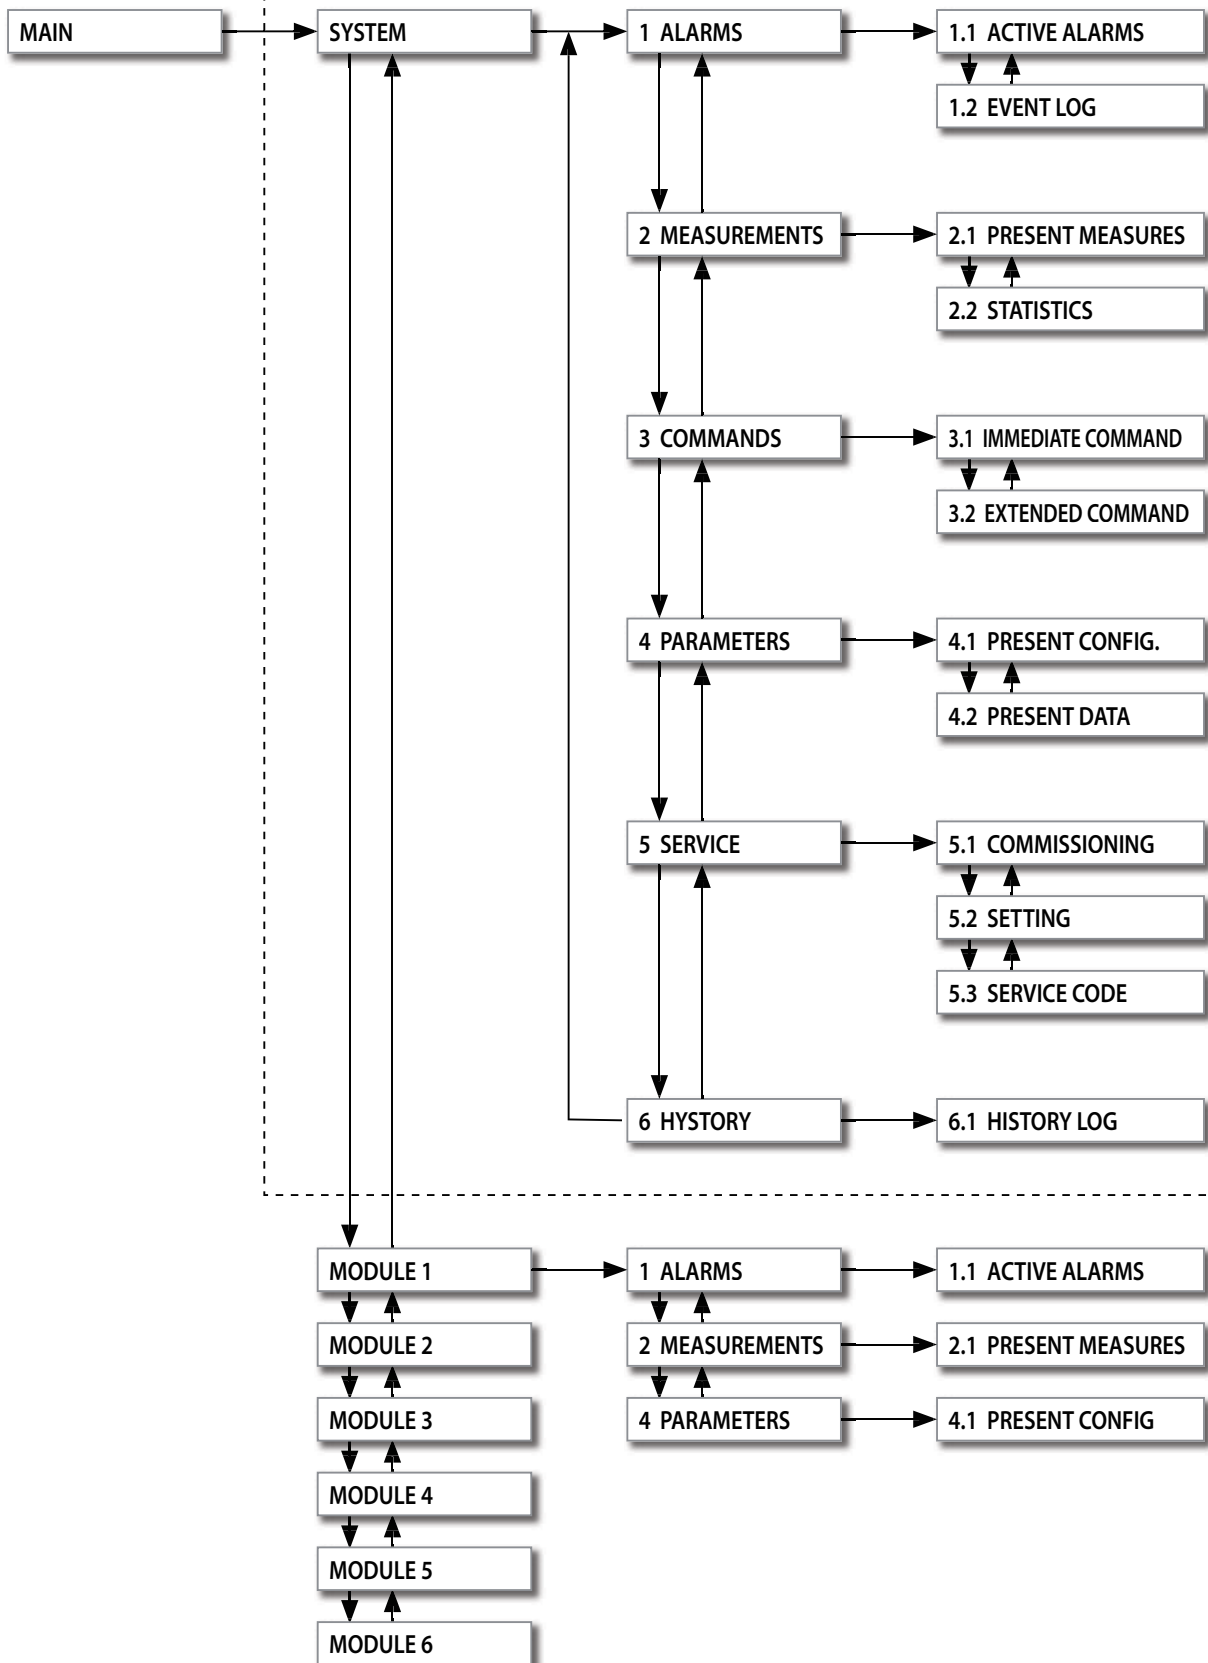 MAIN
SYSTEM
1 ALARMS
1.1 ACTIVE ALARMS
1.2 EVENT LOG
2 MEASUREMENTS
2.1 PRESENT MEASURES
2.2 STATISTICS
3 COMMANDS
3.1 IMMEDIATE COMMAND
3.2 EXTENDED COMMAND
4 PARAMETERS
4.1 PRESENT CONFIG.
4.2 PRESENT DATA
5 SERVICE
5.1 COMMISSIONING
5.2 SETTING
5.3 SERVICE CODE
6 HYSTORY
6.1 HISTORY LOG
MODULE 1
1 ALARMS
1.1 ACTIVE ALARMS
MODULE 2
2 MEASUREMENTS
2.1 PRESENT MEASURES
MODULE 3
4 PARAMETERS
4.1 PRESENT CONFIG
MODULE 4
MODULE 5
MODULE 6